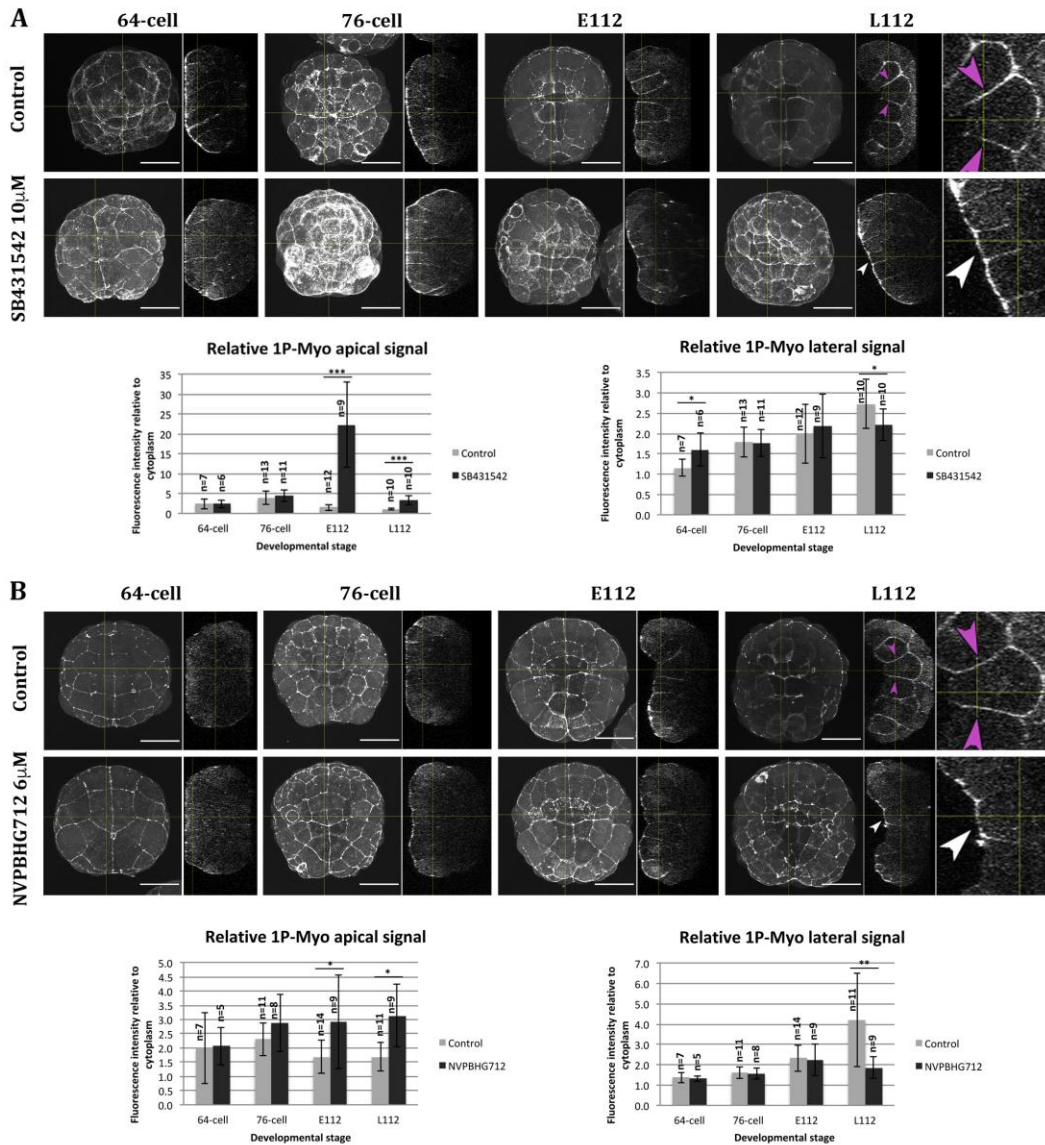 A
64-cell 76-cell E112 L112
Control
SB431542 10μM
Relative 1P-Myo apical signal
Fluorescence intensity relative to cytoplasm
35
30
25
20
15
10
5
0
n=7 n=6 n=13 n=11 n=12 *** n=9 *** n=10 n=10
64-cell 76-cell E112 L112
Developmental stage
Control
SB431542
Relative 1P-Myo lateral signal
Fluorescence intensity relative to cytoplasm
3.5
3.0
2.5
2.0
1.5
1.0
0.5
0.0
* n=7 n=6 n=13 n=11 n=12 n=9 * n=10 n=10
64-cell 76-cell E112 L112
Developmental stage
Control
SB431542
B
64-cell 76-cell E112 L112
Control
NVPBHG712 6μM
Relative 1P-Myo apical signal
Fluorescence intensity relative to cytoplasm
5.0
4.5
4.0
3.5
3.0
2.5
2.0
1.5
1.0
0.5
0.0
n=7 n=5 n=11 n=8 * n=14 n=9 * n=11 n=9
64-cell 76-cell E112 L112
Developmental stage
Control
NVPBHG712
Relative 1P-Myo lateral signal
Fluorescence intensity relative to cytoplasm
7.0
6.0
5.0
4.0
3.0
2.0
1.0
0.0
n=7 n=5 n=11 n=8 n=14 n=9 ** n=11 n=9
64-cell 76-cell E112 L112
Developmental stage
Control
NVPBHG712